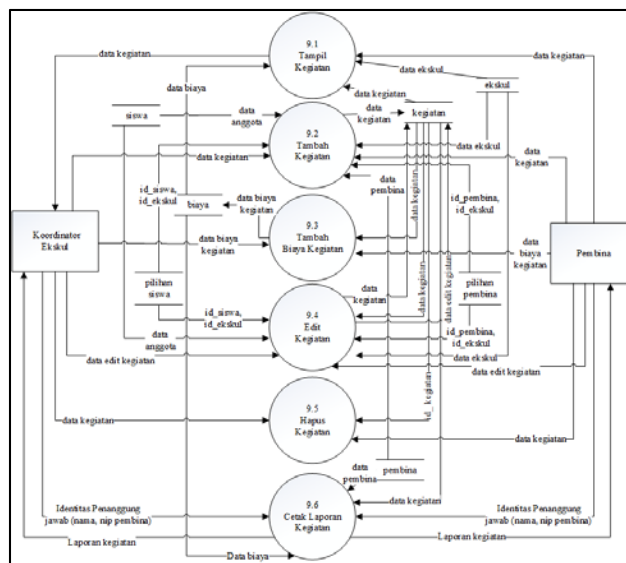 9.1
Tampil
Kegiatan
data kegiatan
data kegiatan
data ekskul
ekskul
data biaya
data kegiatan
siswa
data
anggota
data
kegiatan
kegiatan
9.2
Tambah
Kegiatan
data kegiatan
data ekskul
data
kegiatan
id_siswa,
id_ekskul
data
pembina
id_pembina,
id_ekskul
biaya
data biaya
kegiatan
9.3
Tambah
Biaya Kegiatan
Koordinator
Ekskul
data biaya
kegiatan
data
biaya
kegiatan
Pembina
pilihan
siswa
data
kegiatan
data edit kegiatan
pilihan
pembina
id_siswa,
id_ekskul
9.4
Edit
Kegiatan
id_pembina,
id_ekskul
data
anggota
data edit kegiatan
data ekskul
data edit kegiatan
9.5
Hapus
Kegiatan
data kegiatan
id_ kegiatan
data kegiatan
data
pembina
pembina
9.6
Cetak Laporan
Kegiatan
data kegiatan
Identitas Penanggung
jawab (nama, nip pembina)
Identitas Penanggung
jawab (nama, nip pembina)
Laporan kegiatan
Laporan kegiatan
Data biaya